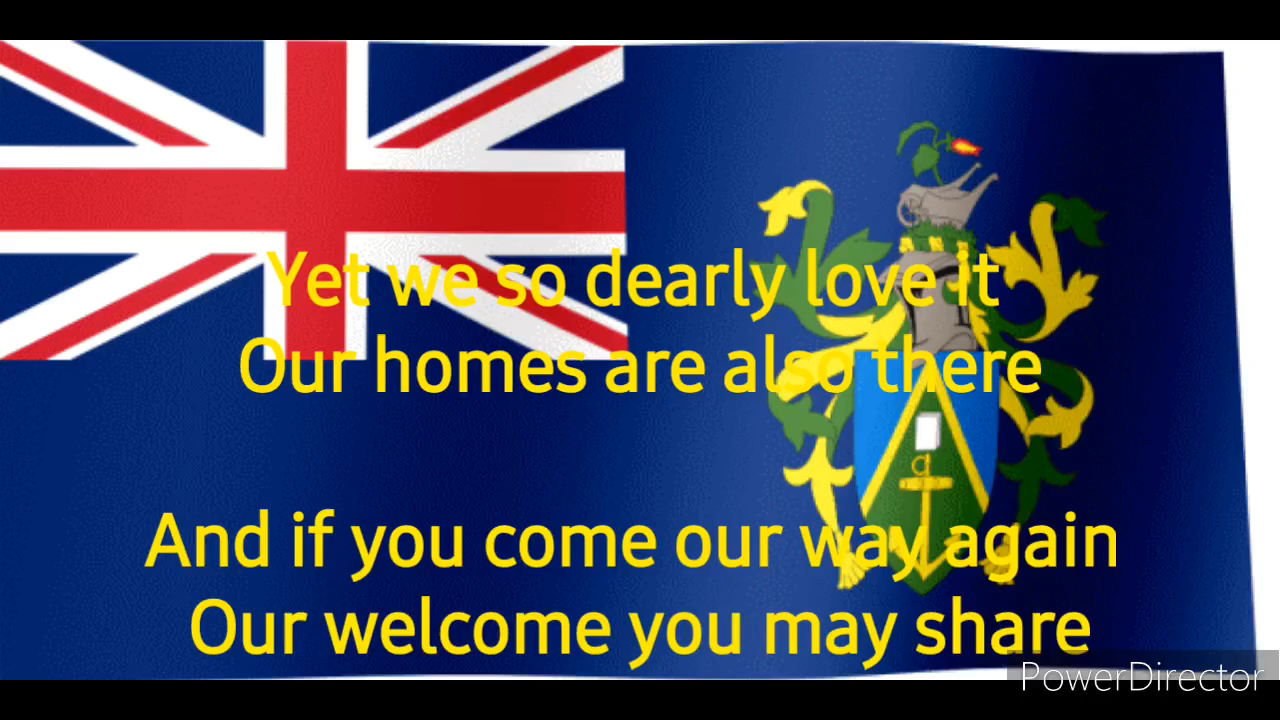 Yet we so dearly love it
Our homes are also there
And if you come our way again
Our welcome you may share
PowerDirector